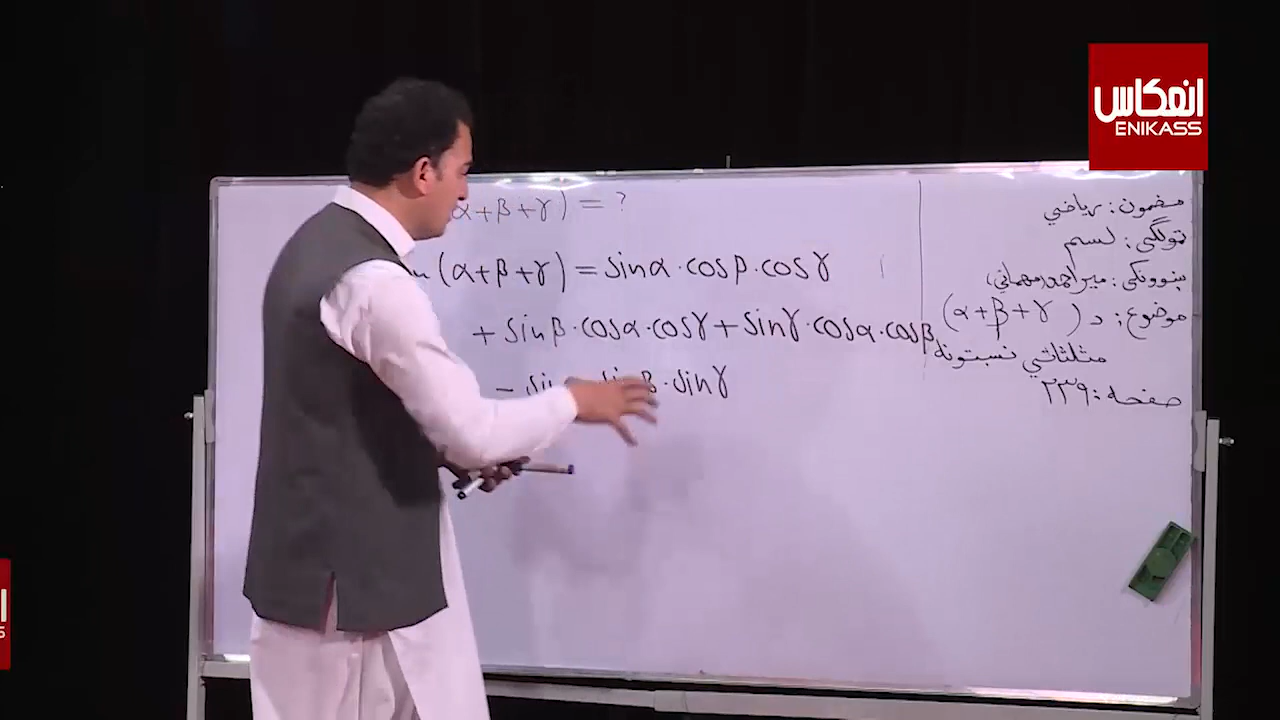 انعکاس
ENIKASS
α+β+γ) = ?
(α+β+γ) = sinα·cosβ·cosγ
+ sinβ·cosα·cosγ + sinγ·cosα·cosβ
- sin β·sinγ
مضمون: ریاضي
ټولګی: لسم
ښوونکی: میراحمد
موضوع: د (α+β+γ)
مثلثاتي نسبتونه
صفحه: ۲۳۹